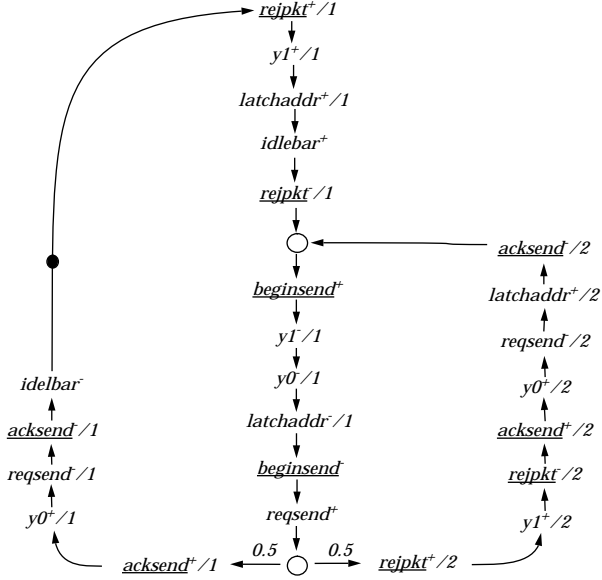 rejpkt+/1
y1+/1
latchaddr+/1
idlebar+
rejpkt-/1
beginsend+
y1-/1
y0-/1
latchaddr-/1
beginsend-
reqsend+
0.5
0.5
acksend+/1
y0+/1
reqsend-/1
acksend-/1
idelbar-
rejpkt+/2
y1+/2
rejpkt-/2
acksend+/2
y0+/2
reqsend-/2
latchaddr+/2
acksend-/2